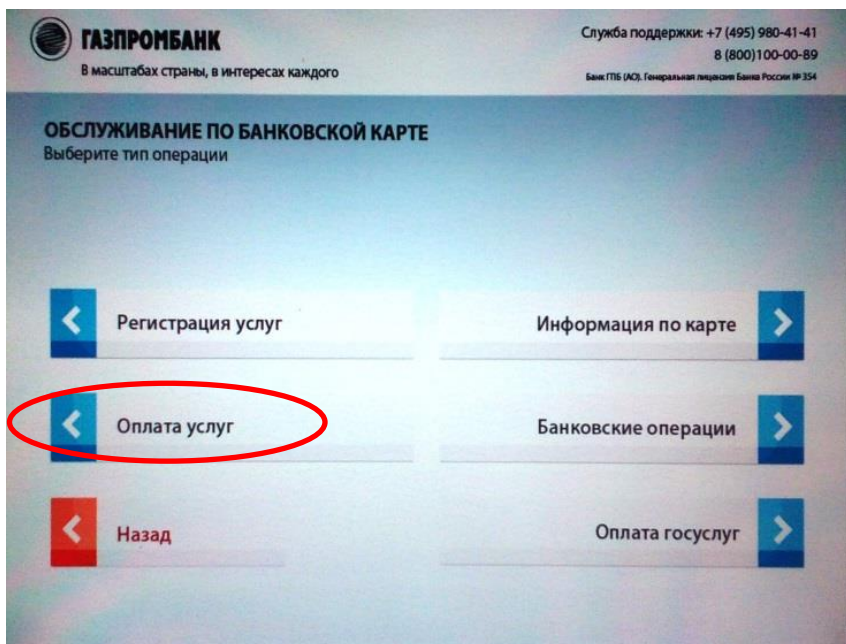 ГАЗПРОМБАНК
В масштабах страны, в интересах каждого
Служба поддержки: +7 (495) 980-41-41
8 (800)100-00-89
Банк ГПБ (АО). Генеральная лицензия Банка России № 354
ОБСЛУЖИВАНИЕ ПО БАНКОВСКОЙ КАРТЕ
Выберите тип операции
Регистрация услуг
Информация по карте
Оплата услуг
Банковские операции
Назад
Оплата госуслуг